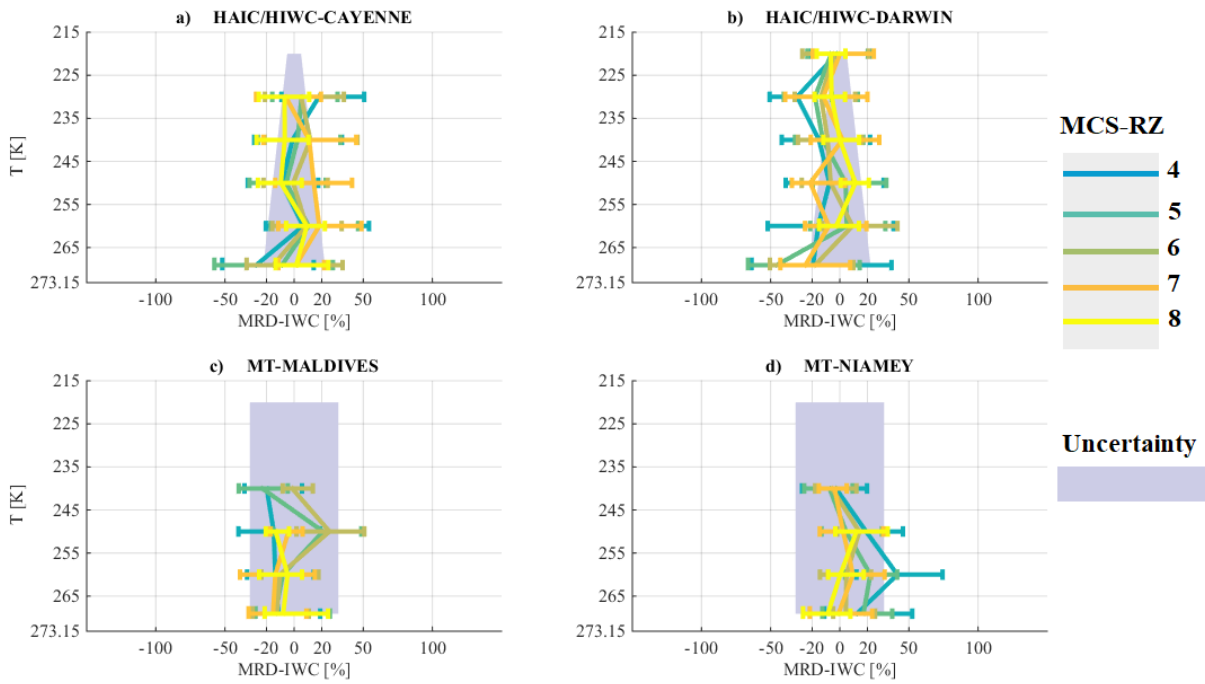 a) HAIC/HIWC-CAYENNE
215
225
235
245
255
265
273.15
T [K]
-100 -50 -20 0 20 50 100
MRD-IWC [%]
b) HAIC/HIWC-DARWIN
215
225
235
245
255
265
273.15
-100 -50 -20 0 20 50 100
MRD-IWC [%]
MCS-RZ
4
5
6
7
8
c) MT-MALDIVES
215
225
235
245
255
265
273.15
T [K]
-100 -50 -20 0 20 50 100
MRD-IWC [%]
d) MT-NIAMEY
215
225
235
245
255
265
273.15
-100 -50 -20 0 20 50 100
MRD-IWC [%]
Uncertainty